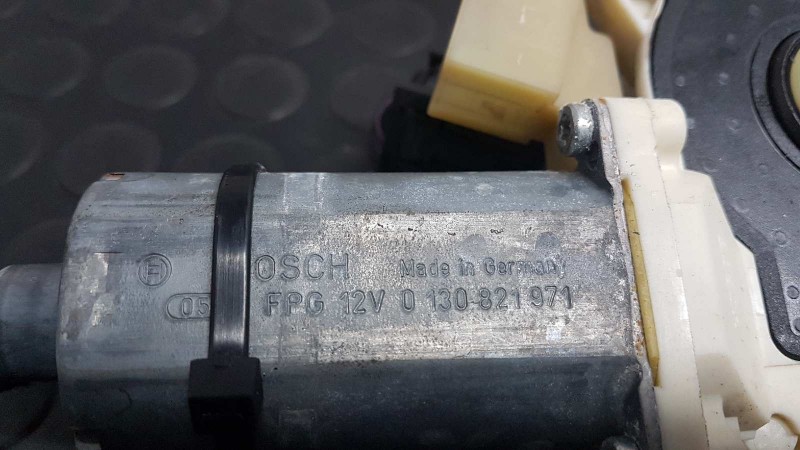 F OSCH Made in Germany
05 FPG 12V 0 130 821 971